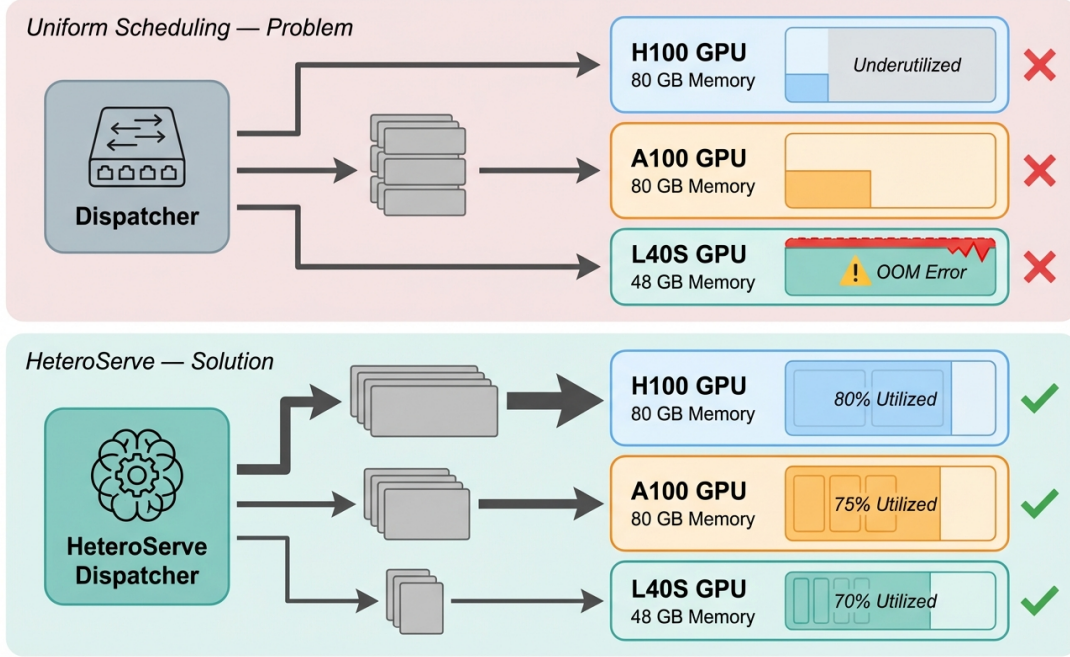 Uniform Scheduling — Problem
Dispatcher
H100 GPU
80 GB Memory
Underutilized
A100 GPU
80 GB Memory
L40S GPU
48 GB Memory
OOM Error
HeteroServe — Solution
HeteroServe
Dispatcher
H100 GPU
80 GB Memory
80% Utilized
A100 GPU
80 GB Memory
75% Utilized
L40S GPU
48 GB Memory
70% Utilized